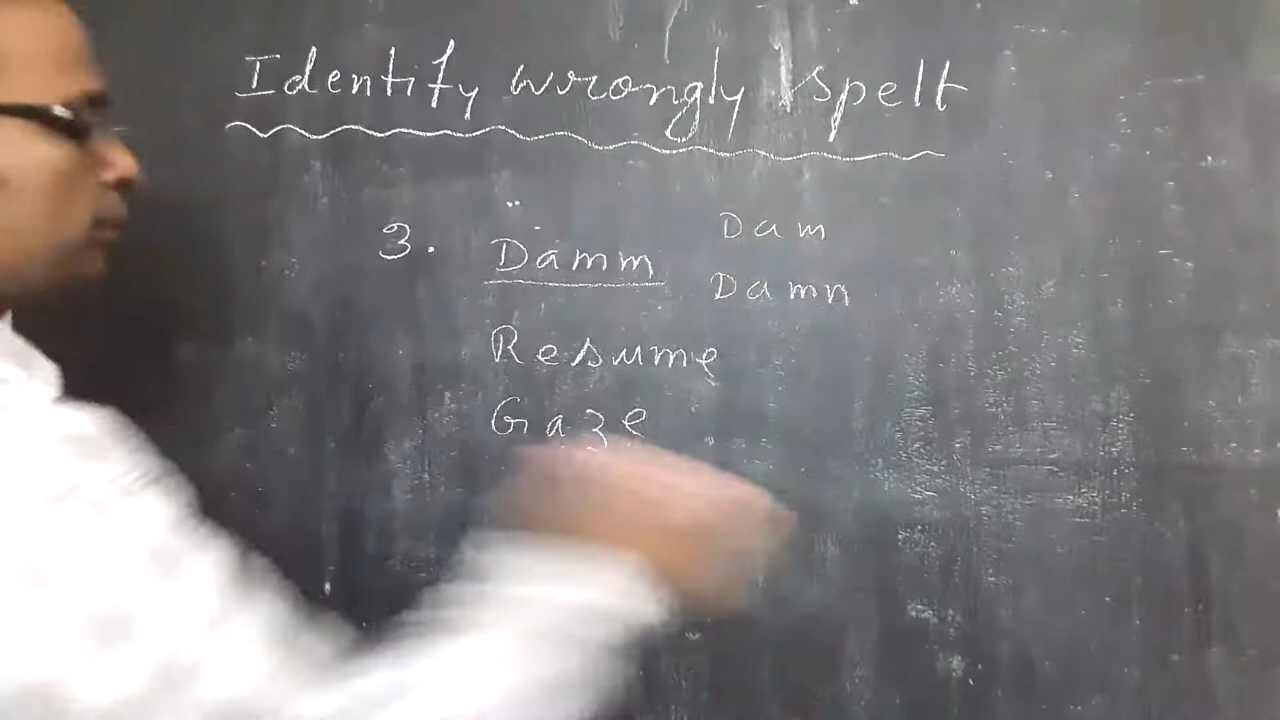 Identify wrongly spelt
3. Damm
Dam
Damn
Resume
Gaze